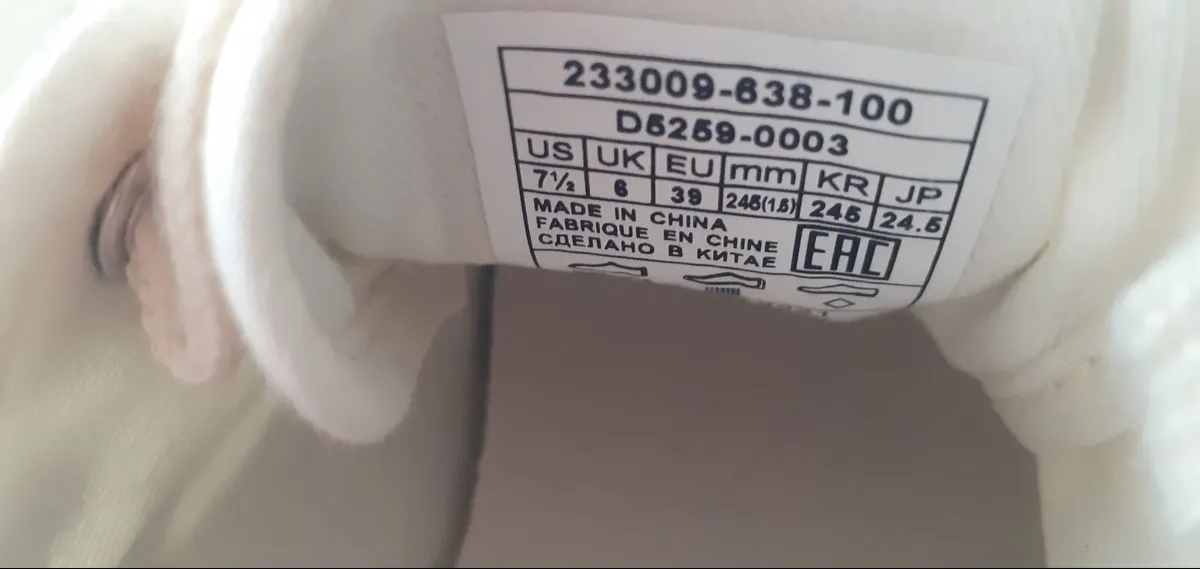 233009-638-100
D5259-0003
US UK EU mm KR JP
7½ 6 39 245(1.5) 245 24.5
MADE IN CHINA
FABRIQUE EN CHINE
СДЕЛАНО В КИТАЕ
EAC